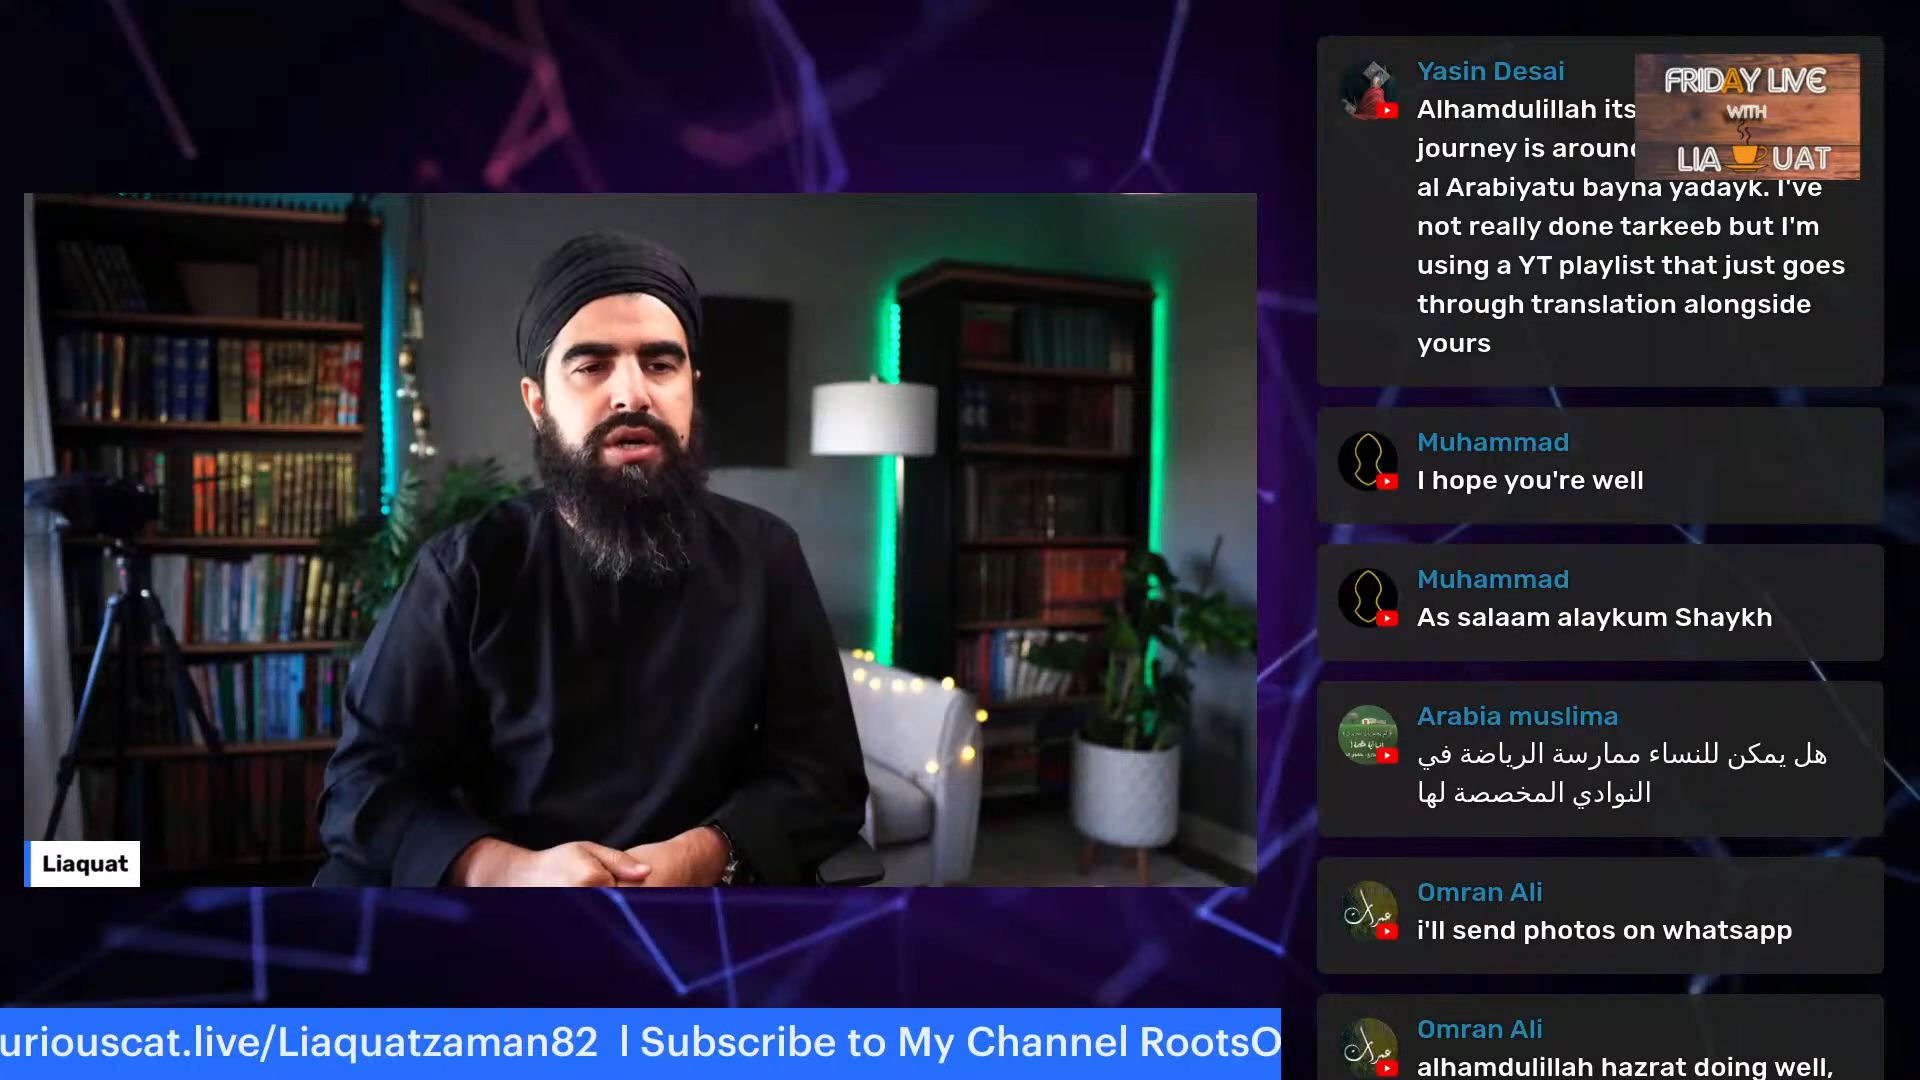 Yasin Desai
Alhamdulillah its
journey is around
al Arabiyatu bayna yadayk. I've
not really done tarkeeb but I'm
using a YT playlist that just goes
through translation alongside
yours
FRIDAY LIVE
WITH
LIA UAT
Muhammad
I hope you're well
Muhammad
As salaam alaykum Shaykh
Arabia muslima
هل يمكن للنساء ممارسة الرياضة في
النوادي المخصصة لها
Omran Ali
i'll send photos on whatsapp
Omran Ali
alhamdulillah hazrat doing well,
Liaquat
uriouscat.live/Liaquatzaman82 | Subscribe to My Channel RootsO